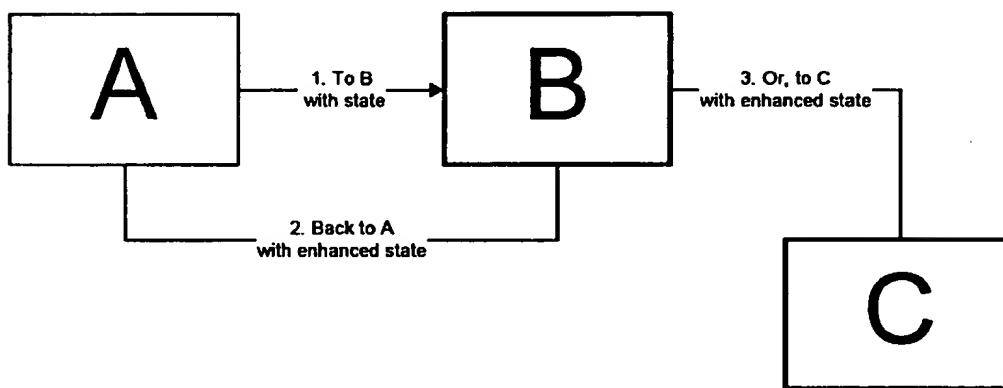 A
1. To B
with state
B
3. Or, to C
with enhanced state
2. Back to A
with enhanced state
C